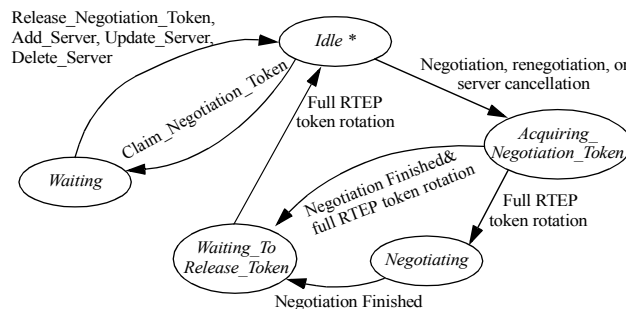 Release_Negotiation_Token,
Add_Server, Update_Server,
Delete_Server
Idle *
Negotiation, renegotiation, or
server cancellation
Claim_Negotiation_Token
Full RTEP
token rotation
Acquiring_
Negotiation_Token
Waiting
Negotiation Finished&
full RTEP token rotation
Full RTEP
token rotation
Waiting_To
Release_Token
Negotiating
Negotiation Finished